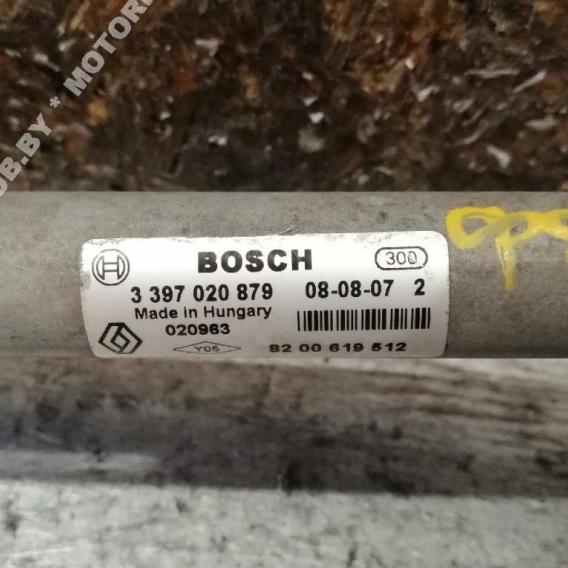 OB.BY * MOTOR
BOSCH
300
3 397 020 879 08-08-07 2
Made in Hungary
020963
Y05
82 00 619 512